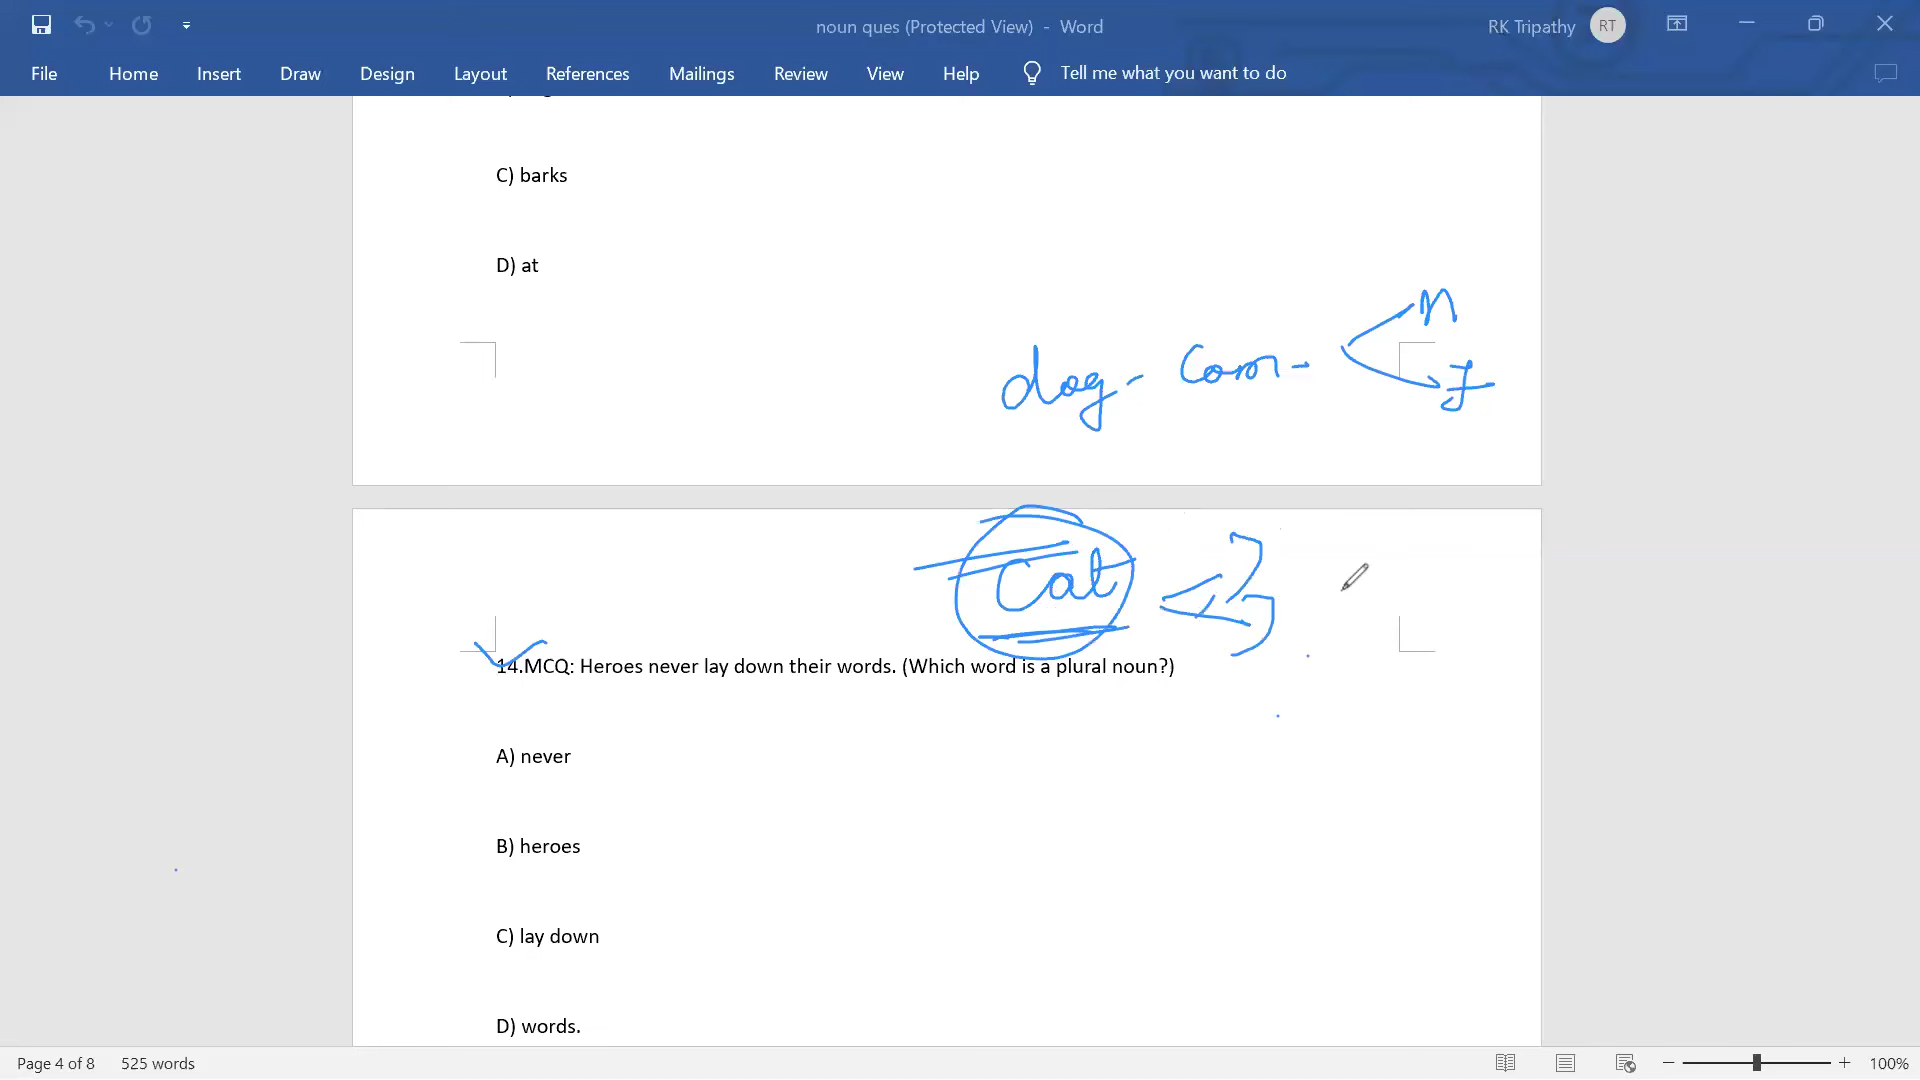 noun ques (Protected View) - Word
RK Tripathy RT
File Home Insert Draw Design Layout References Mailings Review View Help Tell me what you want to do
C) barks
D) at
dog - Com - M
F
Cat
14.MCQ: Heroes never lay down their words. (Which word is a plural noun?)
A) never
B) heroes
C) lay down
D) words.
Page 4 of 8 525 words 100%